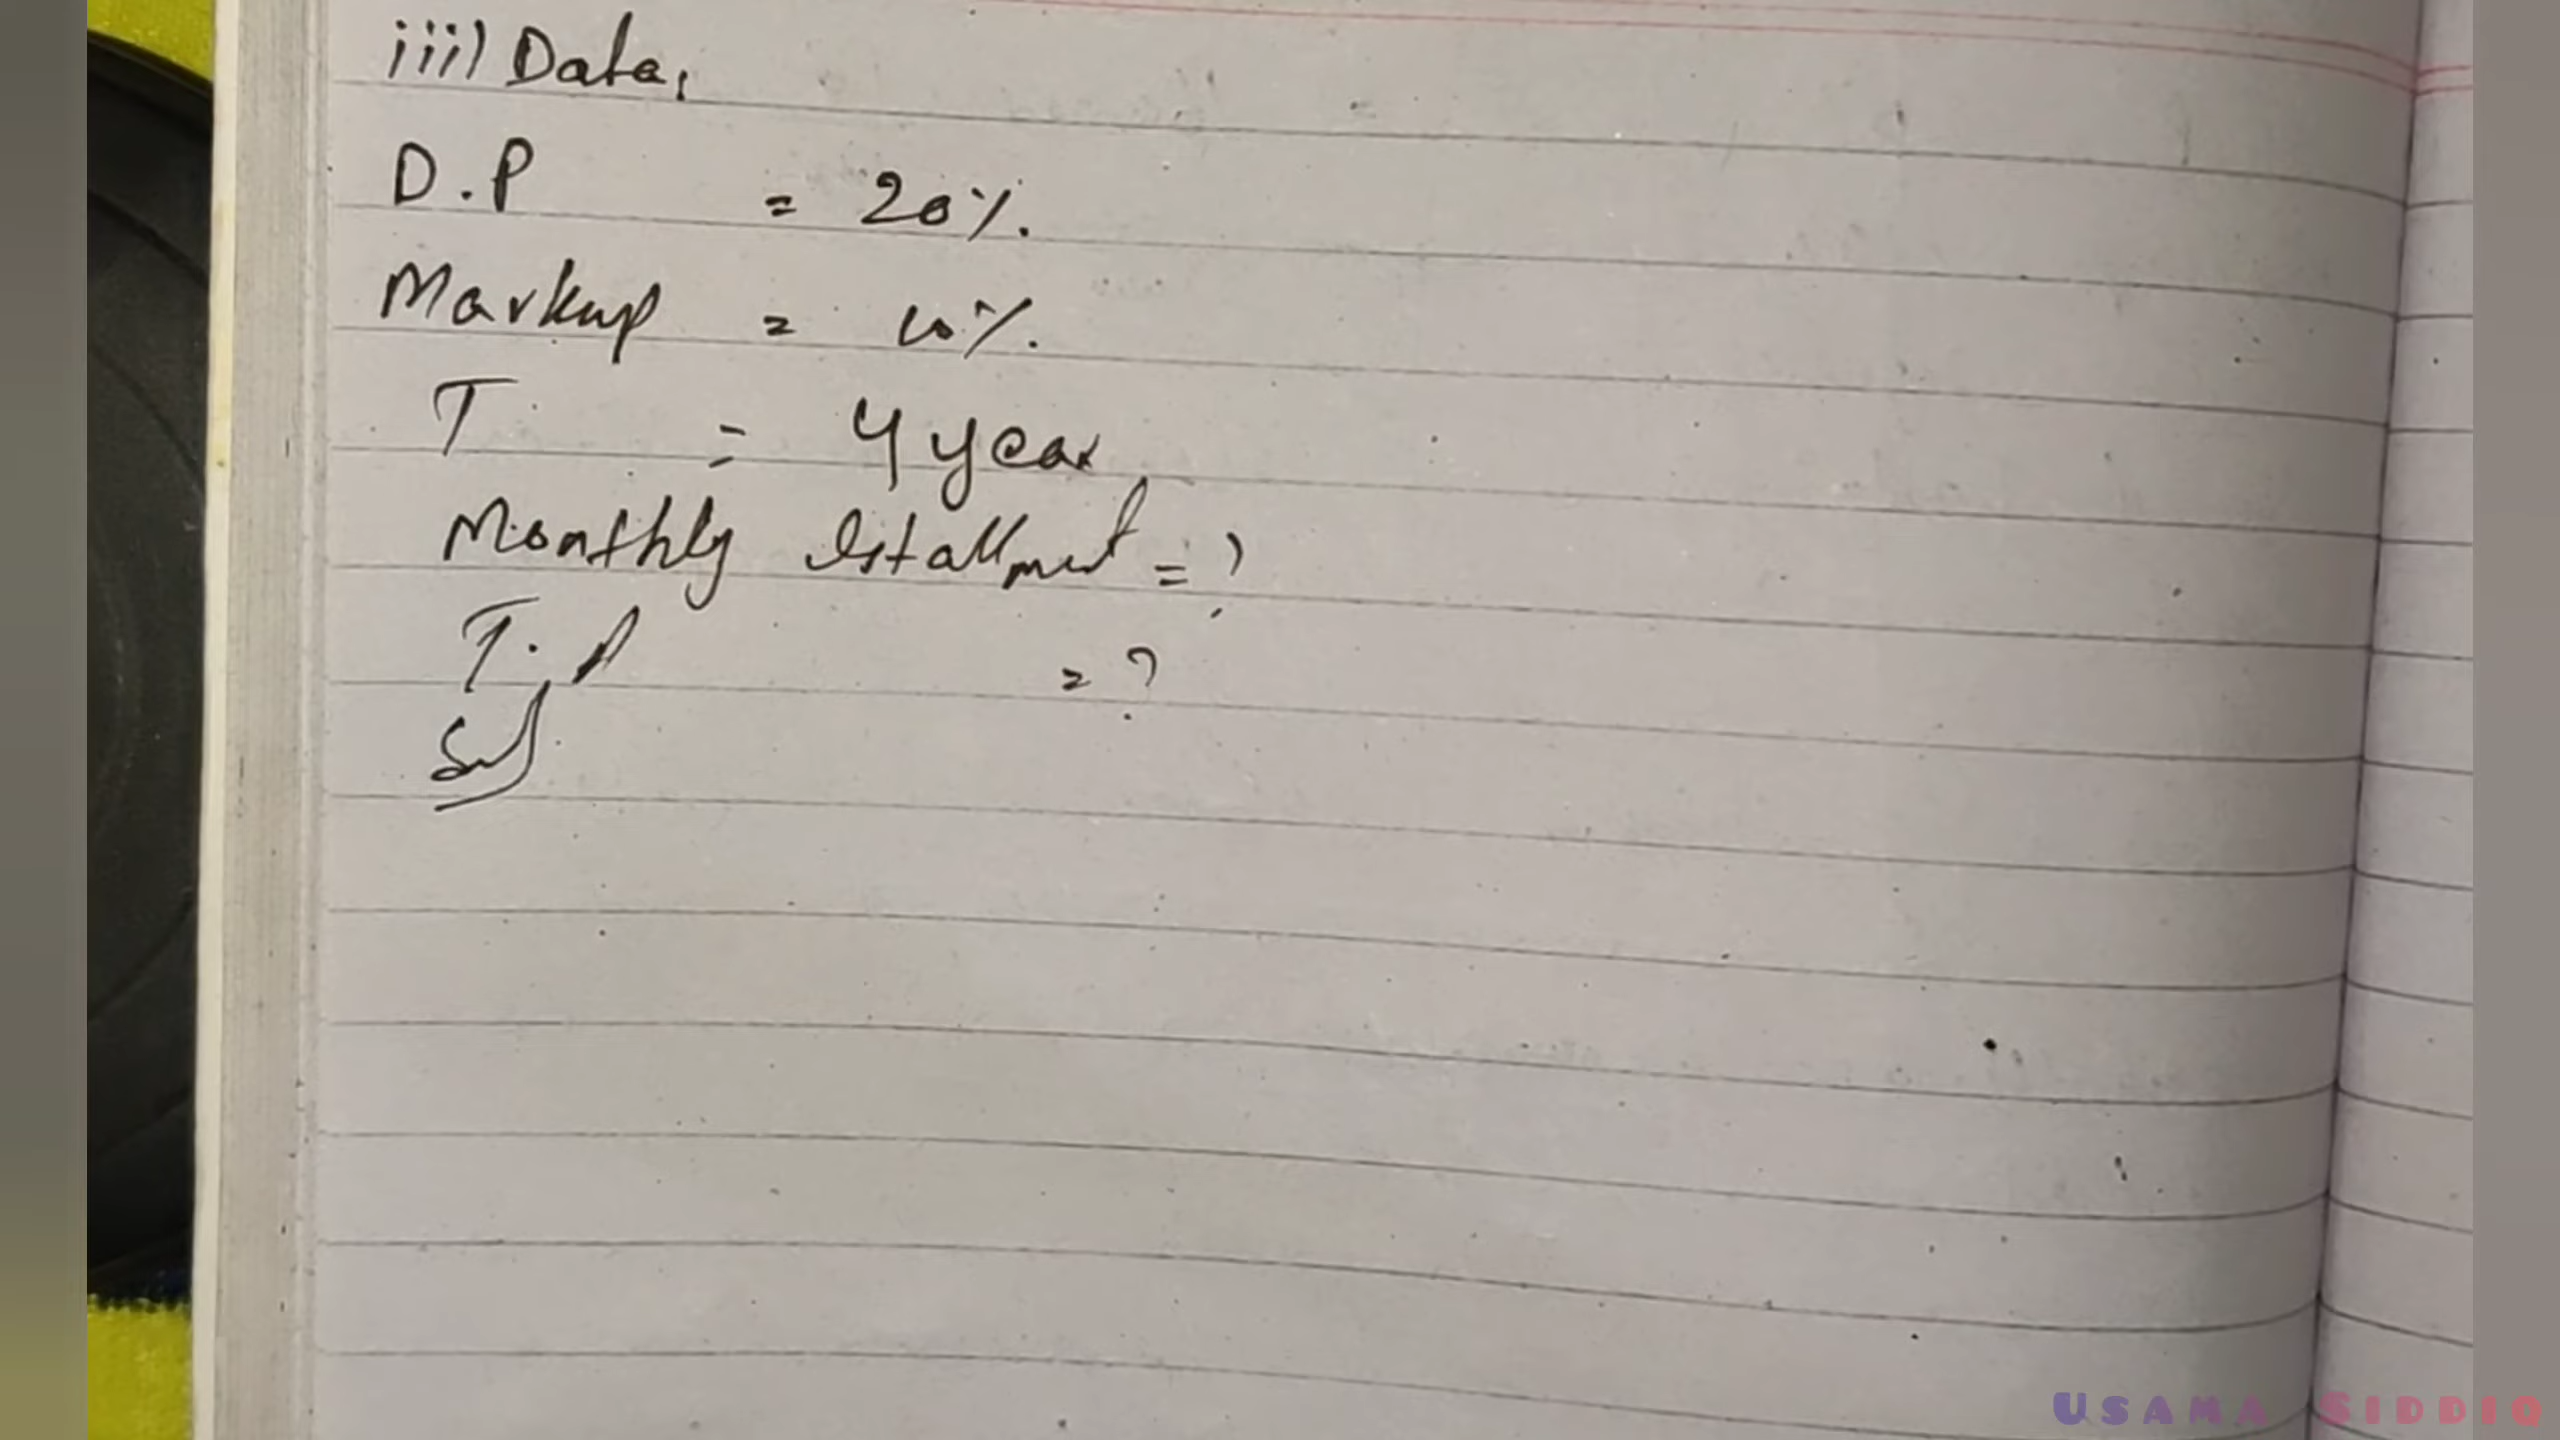 iii) Data,
D.P = 20%.
Markup = 10%.
T = 4 year
Monthly Istallment = ?
T. A = ?
Sol
USAMA SIDDIQ